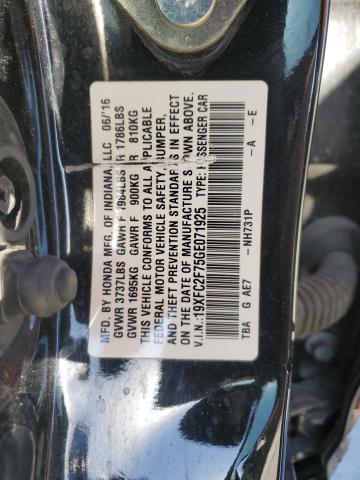 MFD. BY HONDA MFG. OF INDIANA, LLC 06/16
GVWR 3737LBS GAWR F 1984LBS R 1786LBS
GVWR 1695KG GAWR F 900KG R 810KG
THIS VEHICLE CONFORMS TO ALL APPLICABLE
FEDERAL MOTOR VEHICLE SAFETY, BUMPER,
AND THEFT PREVENTION STANDARDS IN EFFECT
ON THE DATE OF MANUFACTURE SHOWN ABOVE.
V.I.N.: 19XFC2F75GE071925 TYPE: PASSENGER CAR
TBA G AE7 - NH731P - A - E